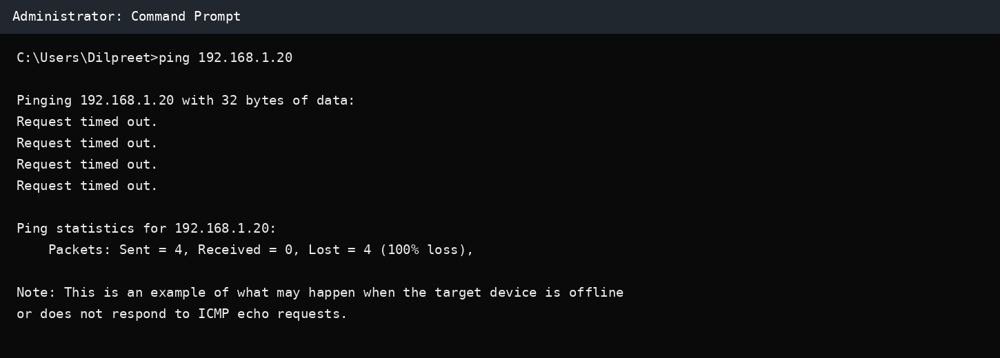 Administrator: Command Prompt
C:\Users\Dilpreet>ping 192.168.1.20
Pinging 192.168.1.20 with 32 bytes of data:
Request timed out.
Request timed out.
Request timed out.
Request timed out.
Ping statistics for 192.168.1.20:
    Packets: Sent = 4, Received = 0, Lost = 4 (100% loss),
Note: This is an example of what may happen when the target device is offline
or does not respond to ICMP echo requests.